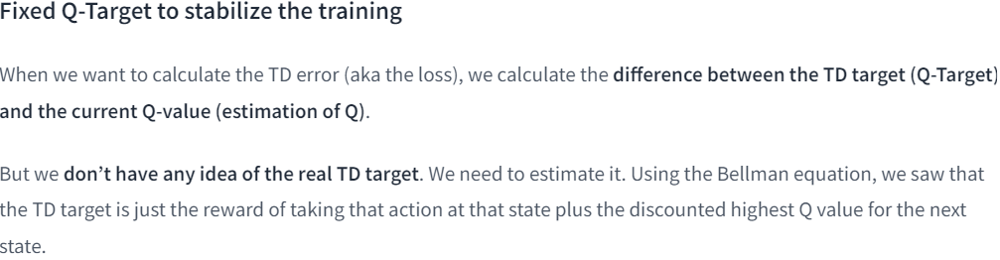 Fixed Q-Target to stabilize the training
When we want to calculate the TD error (aka the loss), we calculate the difference between the TD target (Q-Target)
and the current Q-value (estimation of Q).
But we don’t have any idea of the real TD target. We need to estimate it. Using the Bellman equation, we saw that
the TD target is just the reward of taking that action at that state plus the discounted highest Q value for the next
state.